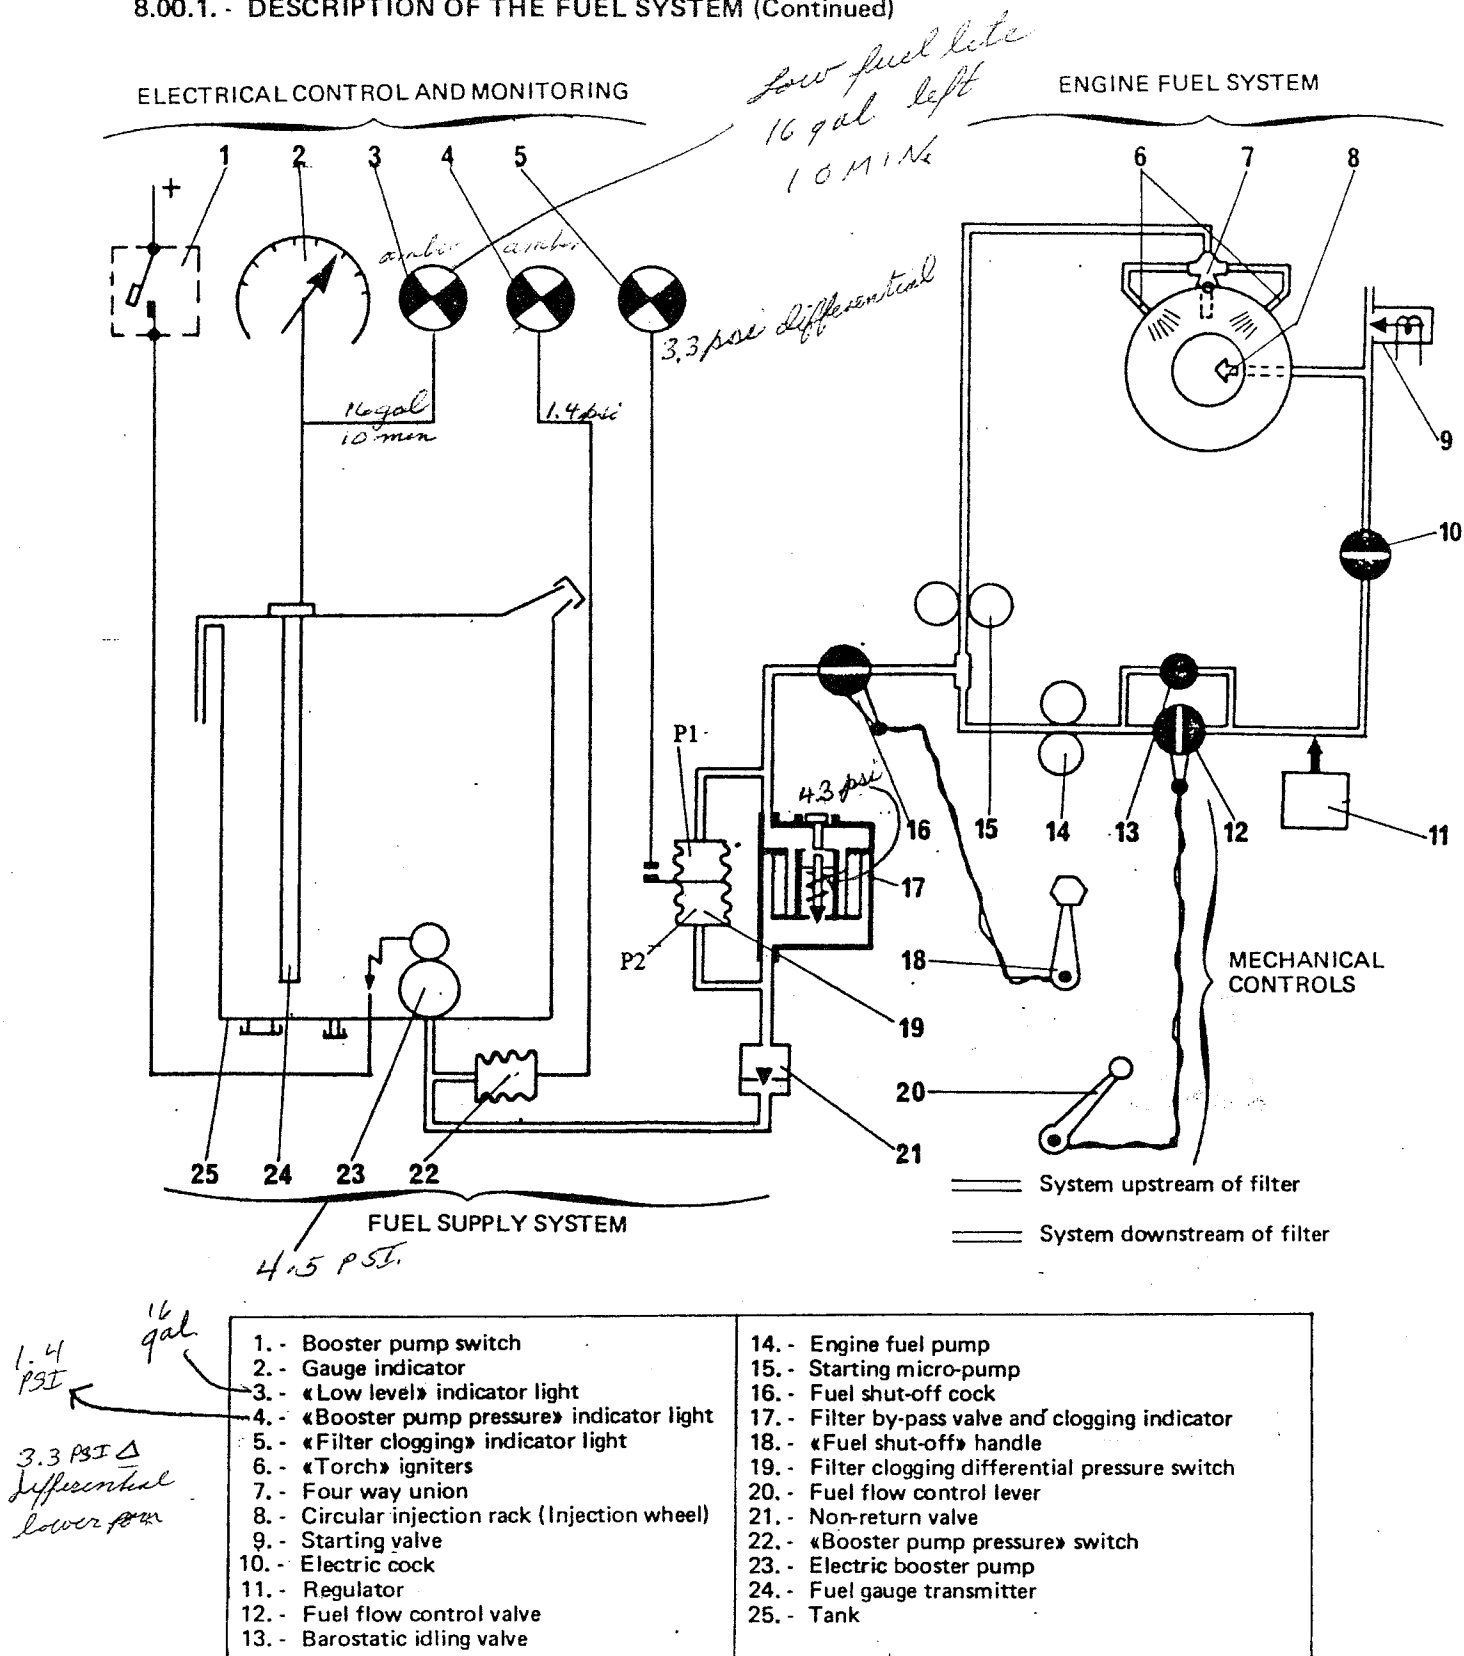 8.00.1. - DESCRIPTION OF THE FUEL SYSTEM (Continued)
Low fuel lite
16 gal left
10 MIN.
ELECTRICAL CONTROL AND MONITORING
ENGINE FUEL SYSTEM
1 2 3 4 5
6 7 8
+
amber amber
3.3 psi differential
16 gal
10 min
1.4 psi
9
10
P1
4.3 psi
16 15 14 13 12 11
17
P2
18
MECHANICAL
CONTROLS
19
20
21
25 24 23 22
System upstream of filter
FUEL SUPPLY SYSTEM
System downstream of filter
4.5 PSI.
16
gal.
1.4
PSI
3.3 PSI Δ
differential
lower
1. - Booster pump switch
2. - Gauge indicator
3. - «Low level» indicator light
4. - «Booster pump pressure» indicator light
5. - «Filter clogging» indicator light
6. - «Torch» igniters
7. - Four way union
8. - Circular injection rack (Injection wheel)
9. - Starting valve
10. - Electric cock
11. - Regulator
12. - Fuel flow control valve
13. - Barostatic idling valve
14. - Engine fuel pump
15. - Starting micro-pump
16. - Fuel shut-off cock
17. - Filter by-pass valve and clogging indicator
18. - «Fuel shut-off» handle
19. - Filter clogging differential pressure switch
20. - Fuel flow control lever
21. - Non-return valve
22. - «Booster pump pressure» switch
23. - Electric booster pump
24. - Fuel gauge transmitter
25. - Tank